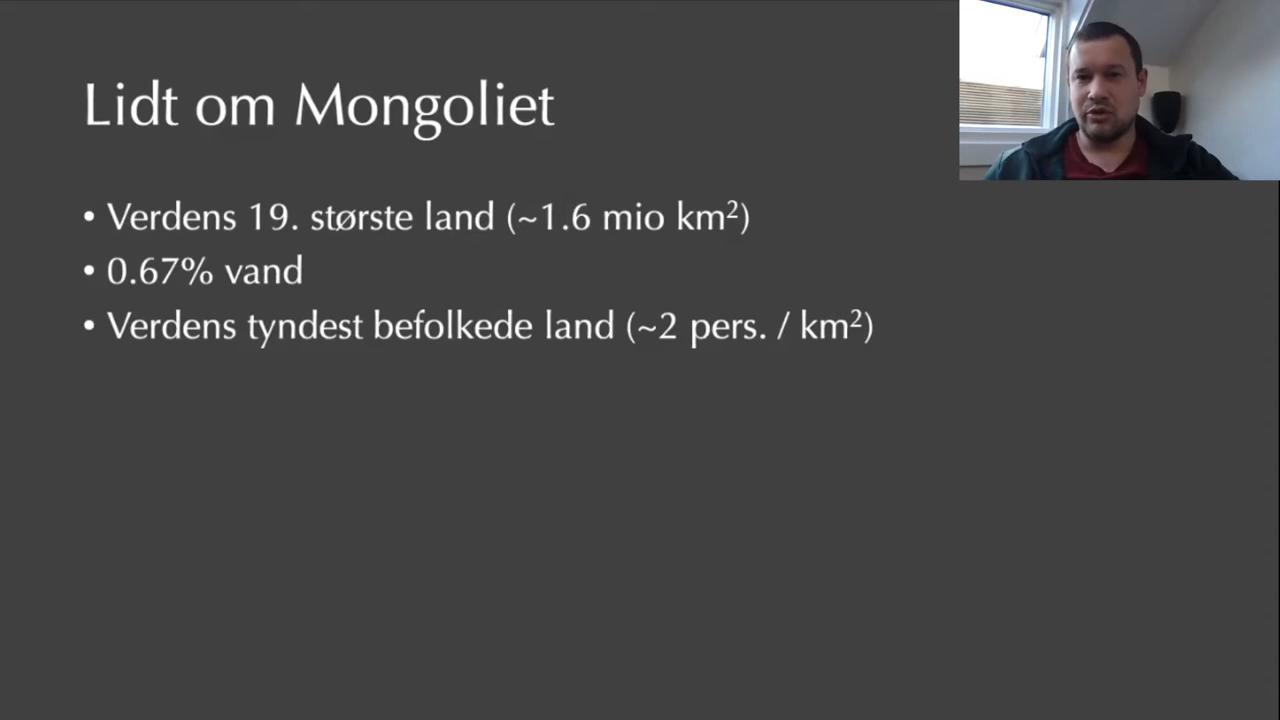 Lidt om Mongoliet
• Verdens 19. største land (~1.6 mio km²)
• 0.67% vand
• Verdens tyndest befolkede land (~2 pers. / km²)